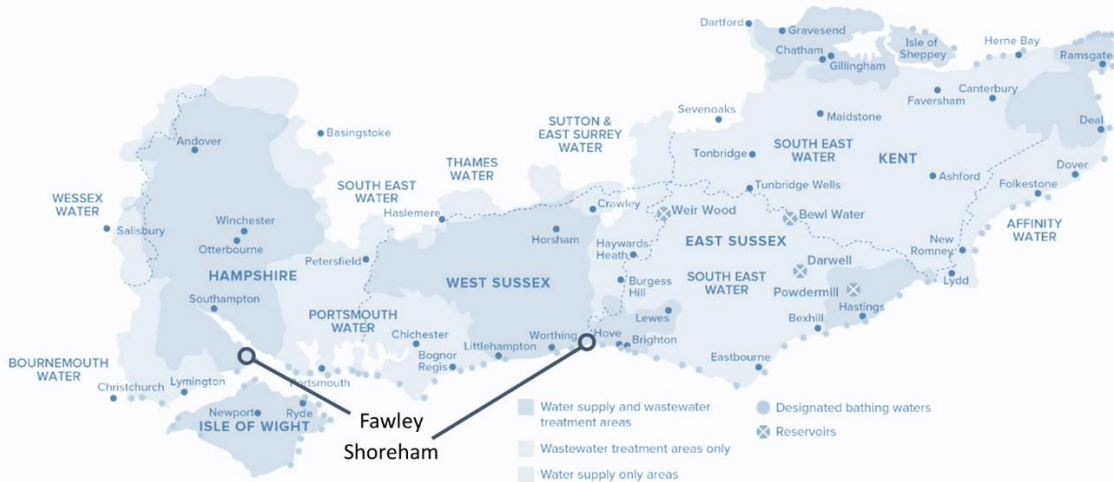 Dartford
Gravesend
Chatham
Gillingham
Isle of
Sheppey
Herne Bay
Ramsgate
Sevenoaks
Faversham
Canterbury
Maidstone
Deal
Andover
Basingstoke
SUTTON &
EAST SURREY
WATER
Tonbridge
SOUTH EAST
WATER
KENT
Dover
THAMES
WATER
Ashford
Folkestone
WESSEX
WATER
SOUTH EAST
WATER
Haslemere
Crawley
Tunbridge Wells
AFFINITY
WATER
Salisbury
Winchester
Otterbourne
Horsham
Weir Wood
Bewl Water
Petersfield
Haywards
Heath
EAST SUSSEX
New
Romney
Darwell
Lydd
HAMPSHIRE
WEST SUSSEX
Burgess
Hill
SOUTH EAST
WATER
Powdermill
Southampton
PORTSMOUTH
WATER
Chichester
Lewes
Hastings
Bexhill
Worthing
Hove
Brighton
Littlehampton
BOURNEMOUTH
WATER
Bognor
Regis
Eastbourne
Christchurch
Lymington
Portsmouth
Newport
Ryde
ISLE OF WIGHT
Fawley
Shoreham
Water supply and wastewater
treatment areas
Wastewater treatment areas only
Water supply only areas
Designated bathing waters
Reservoirs